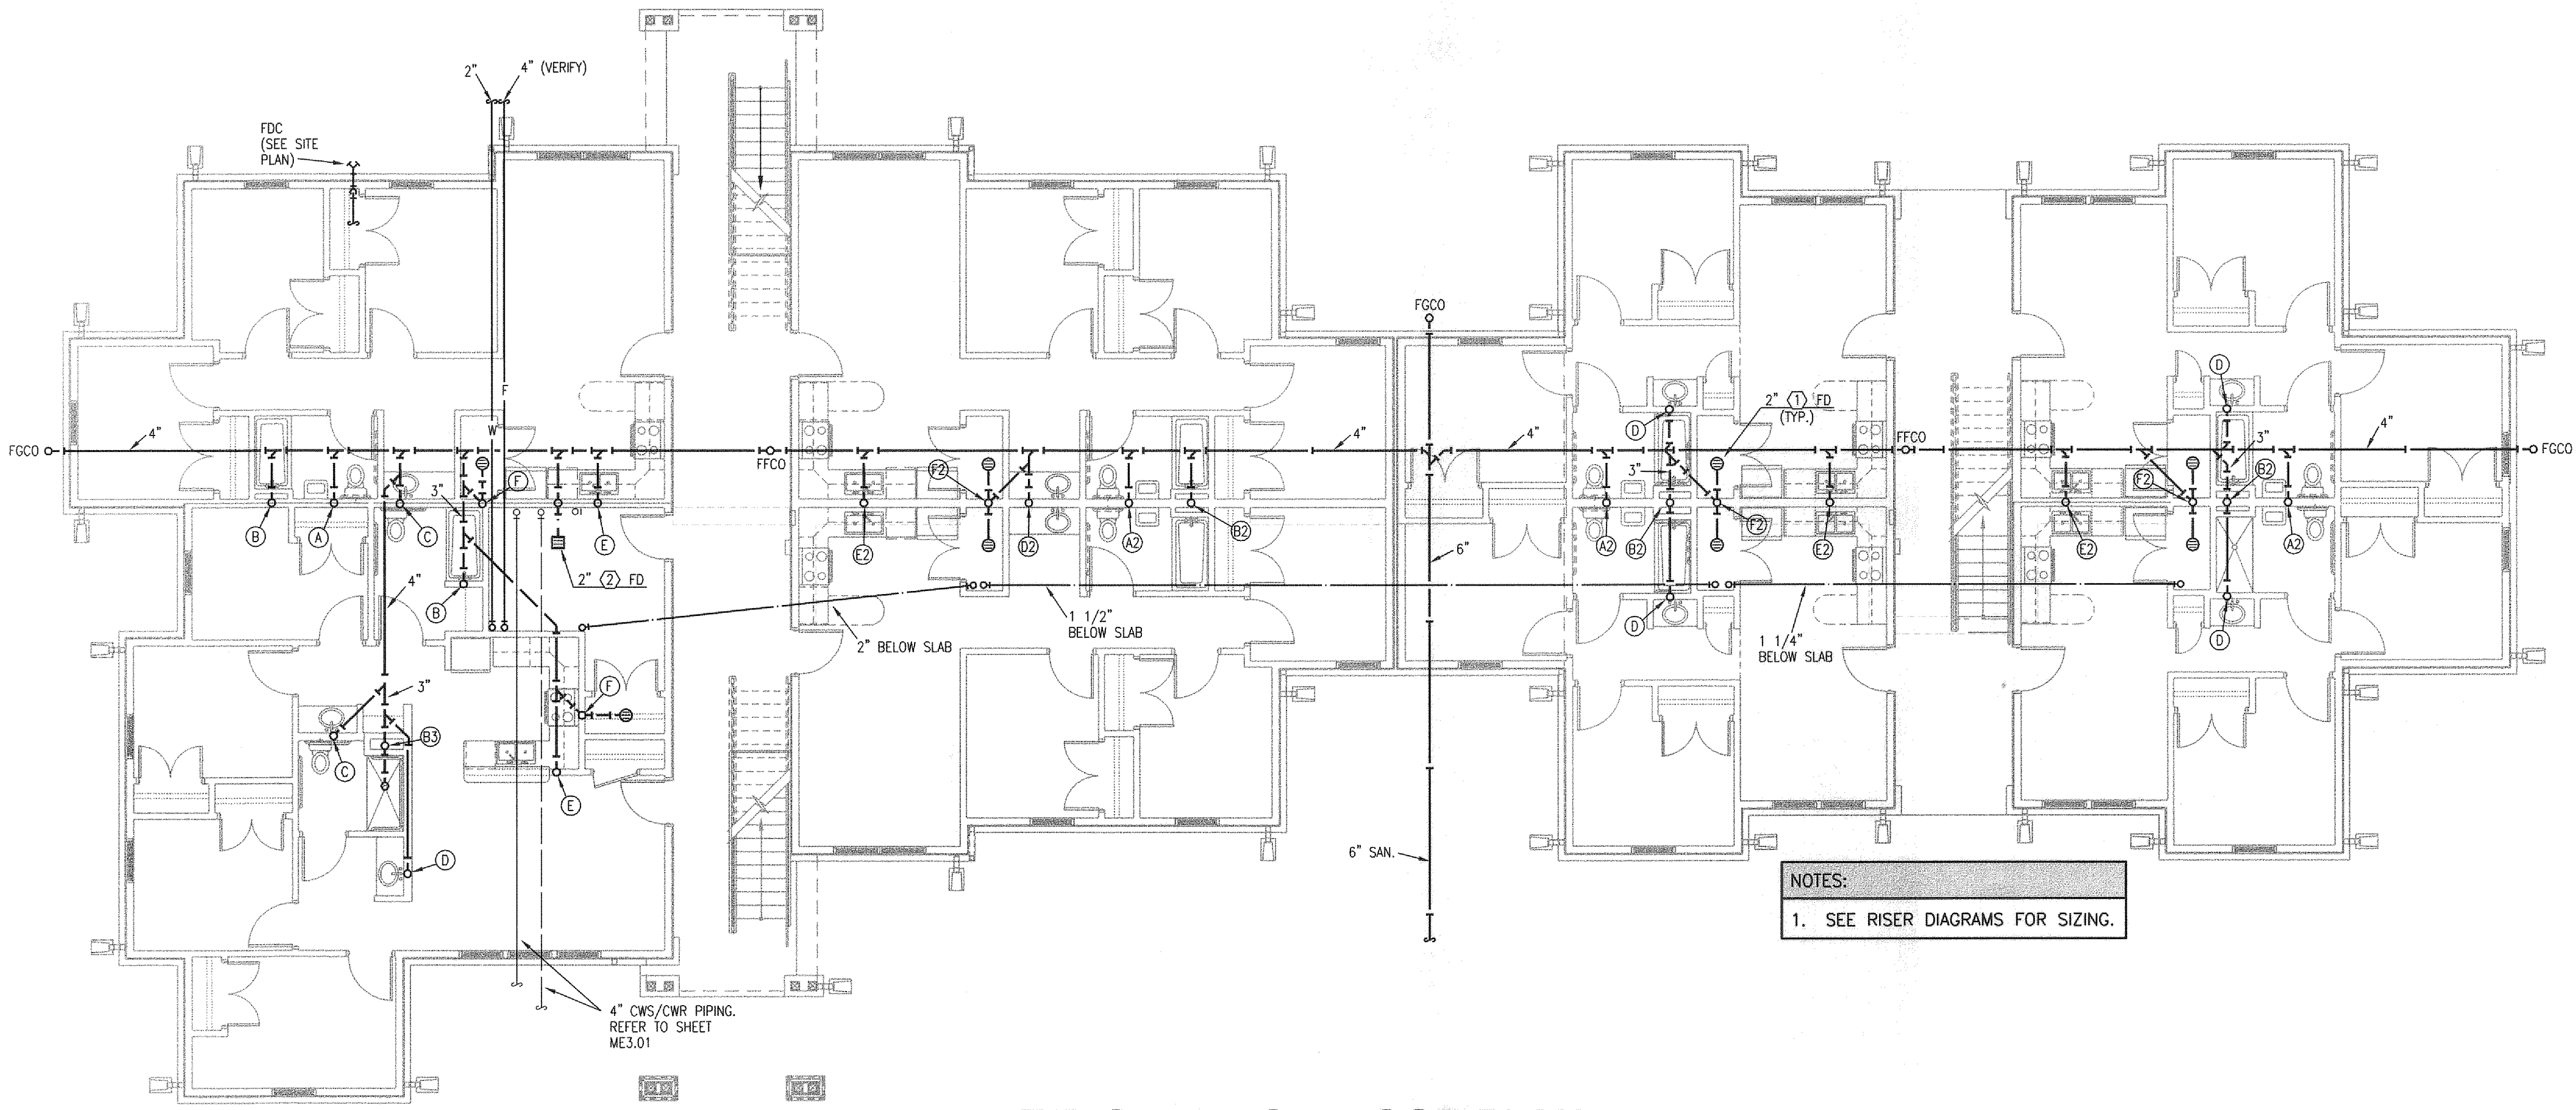 2" 4" (VERIFY)
FDC
(SEE SITE
PLAN)
F
W
FGCO
4"
FFCO
4"
FGCO
4"
2" 1 FD
(TYP.)
FFCO
3"
4"
FGCO
D
D
3"
3"
F
F2
F2
B2
F2
B
A
C
E
E2
D2
A2
B2
A2
B2
E2
E2
A2
2" 2 FD
4"
B
6"
1 1/2"
BELOW SLAB
2" BELOW SLAB
D
1 1/4"
BELOW SLAB
D
3"
F
B3
C
E
D
6" SAN.
NOTES:
1. SEE RISER DIAGRAMS FOR SIZING.
4" CWS/CWR PIPING.
REFER TO SHEET
ME3.01